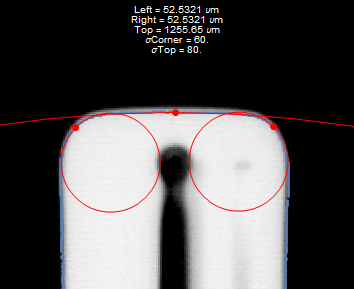 Left = 52.5321 υm
Right = 52.5321 υm
Top = 1255.65 υm
σCorner = 60.
σTop = 80.